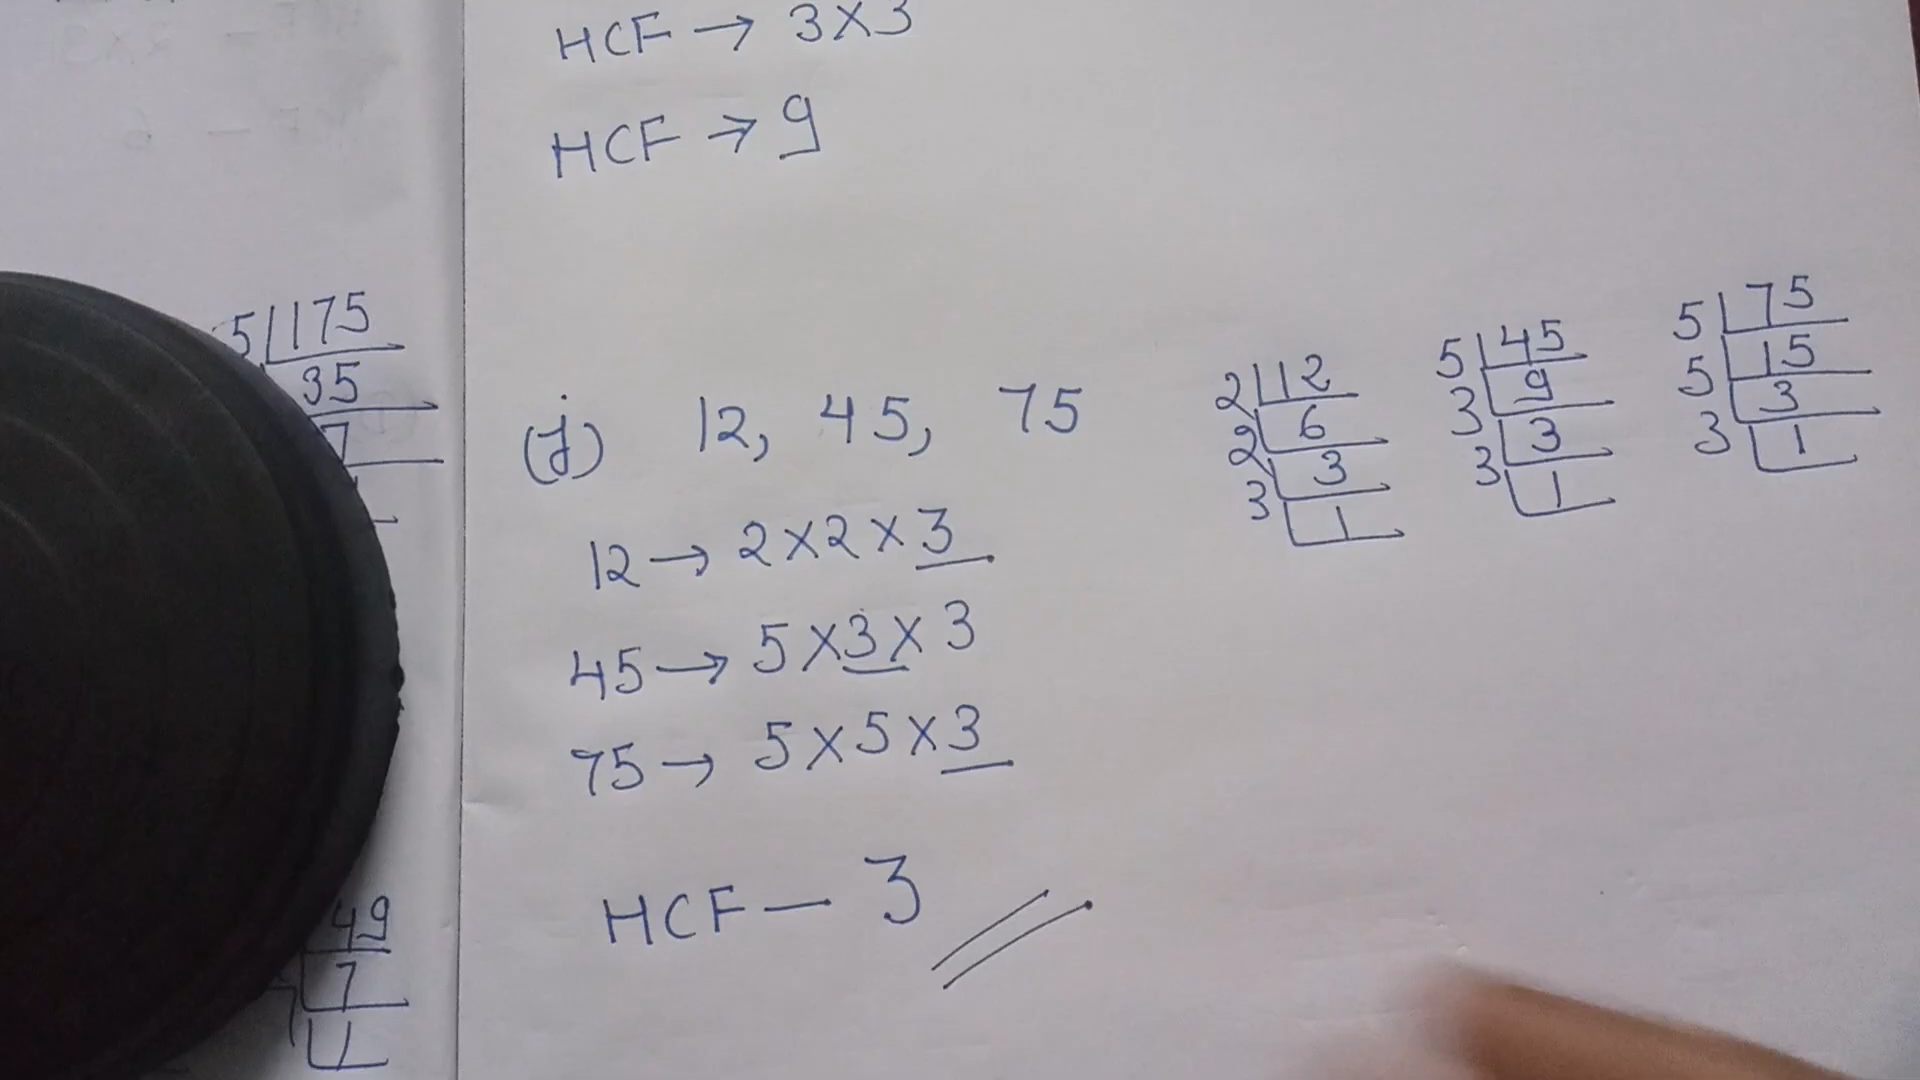 HCF → 3×3
HCF → 9
5 175
35
7
(j) 12, 45, 75
2 12
2 6
3 3
1
5 45
3 9
3 3
1
5 75
5 15
3 3
1
12 → 2×2×3
45 → 5×3×3
75 → 5×5×3
HCF — 3
49
7
1